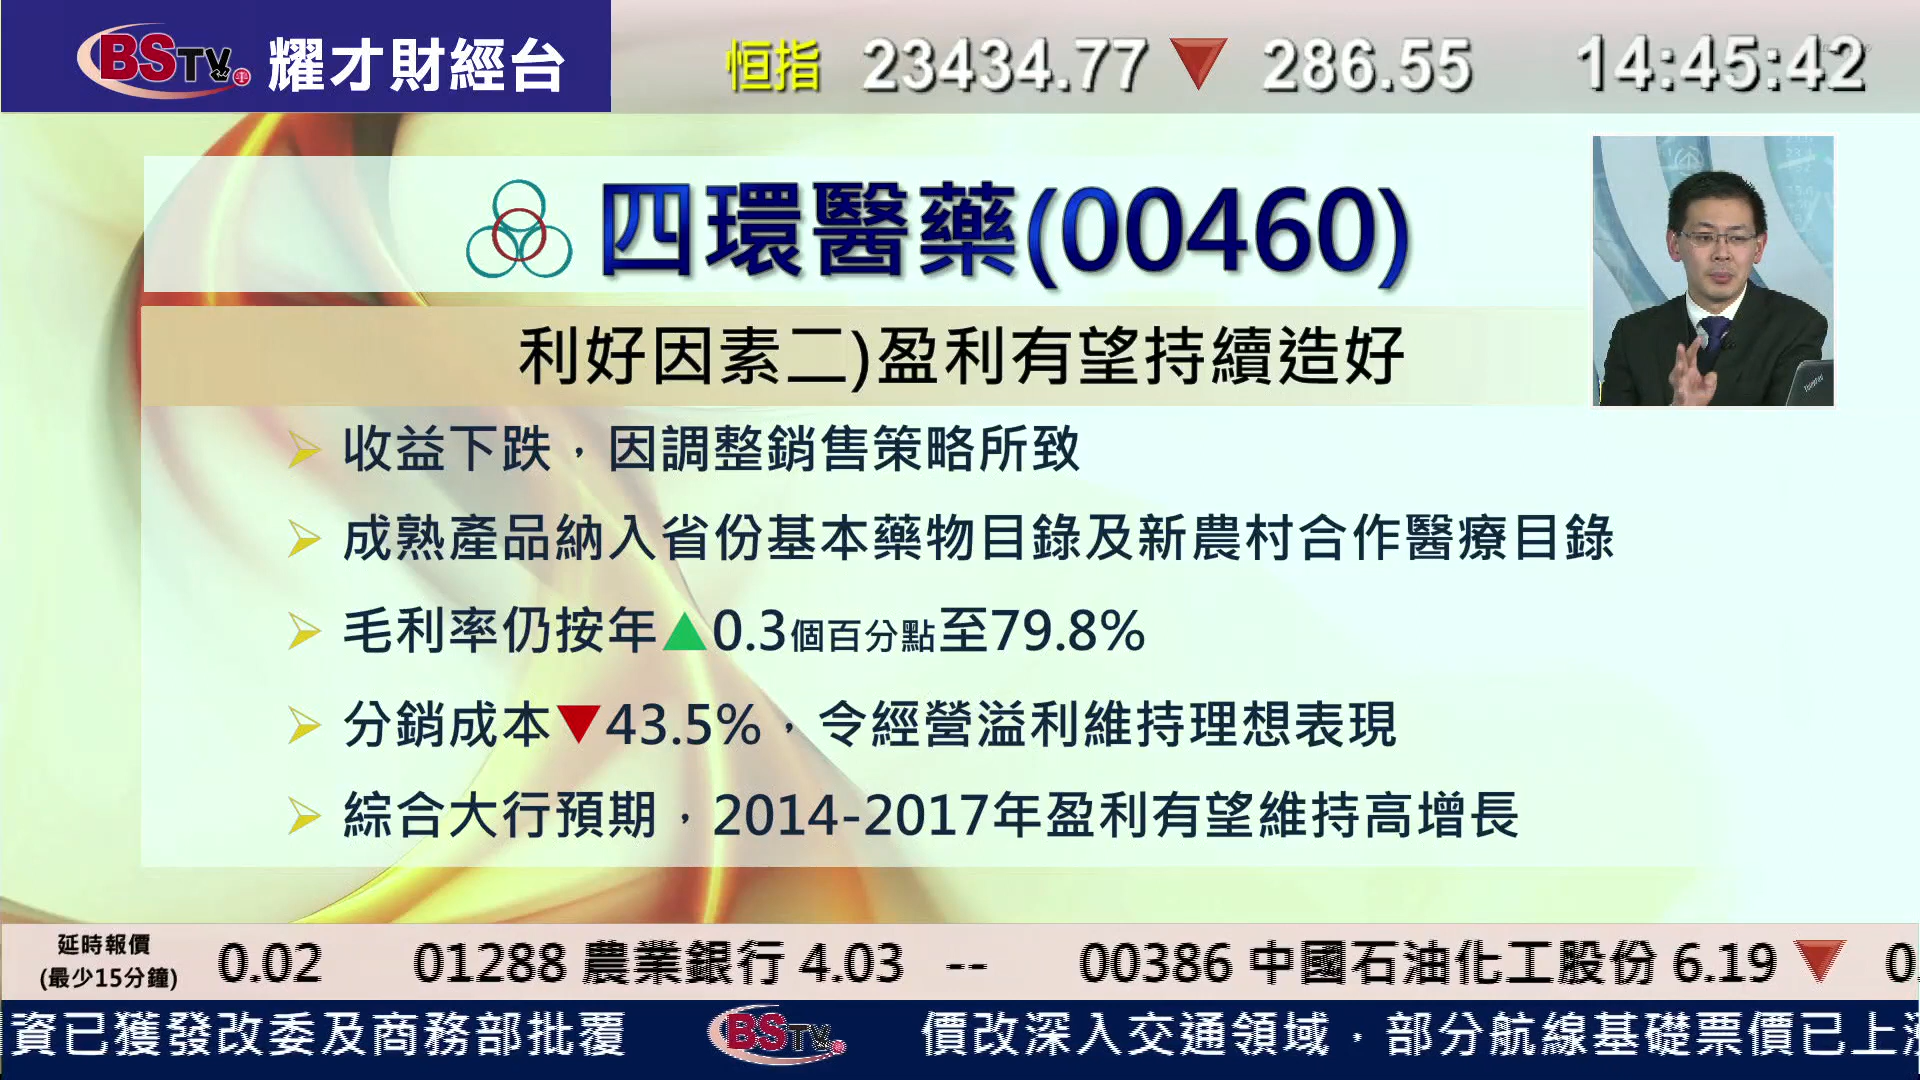 BSTV 耀才財經台
恒指 23434.77 ▼ 286.55 14:45:42
四環醫藥(00460)
利好因素二)盈利有望持續造好
收益下跌，因調整銷售策略所致
成熟產品納入省份基本藥物目錄及新農村合作醫療目錄
毛利率仍按年▲0.3個百分點至79.8%
分銷成本▼43.5%，令經營溢利維持理想表現
綜合大行預期，2014-2017年盈利有望維持高增長
延時報價
(最少15分鐘)
0.02 01288 農業銀行 4.03 -- 00386 中國石油化工股份 6.19 ▼ 0
資已獲發改委及商務部批覆 BSTV 價改深入交通領域，部分航線基礎票價已上漲